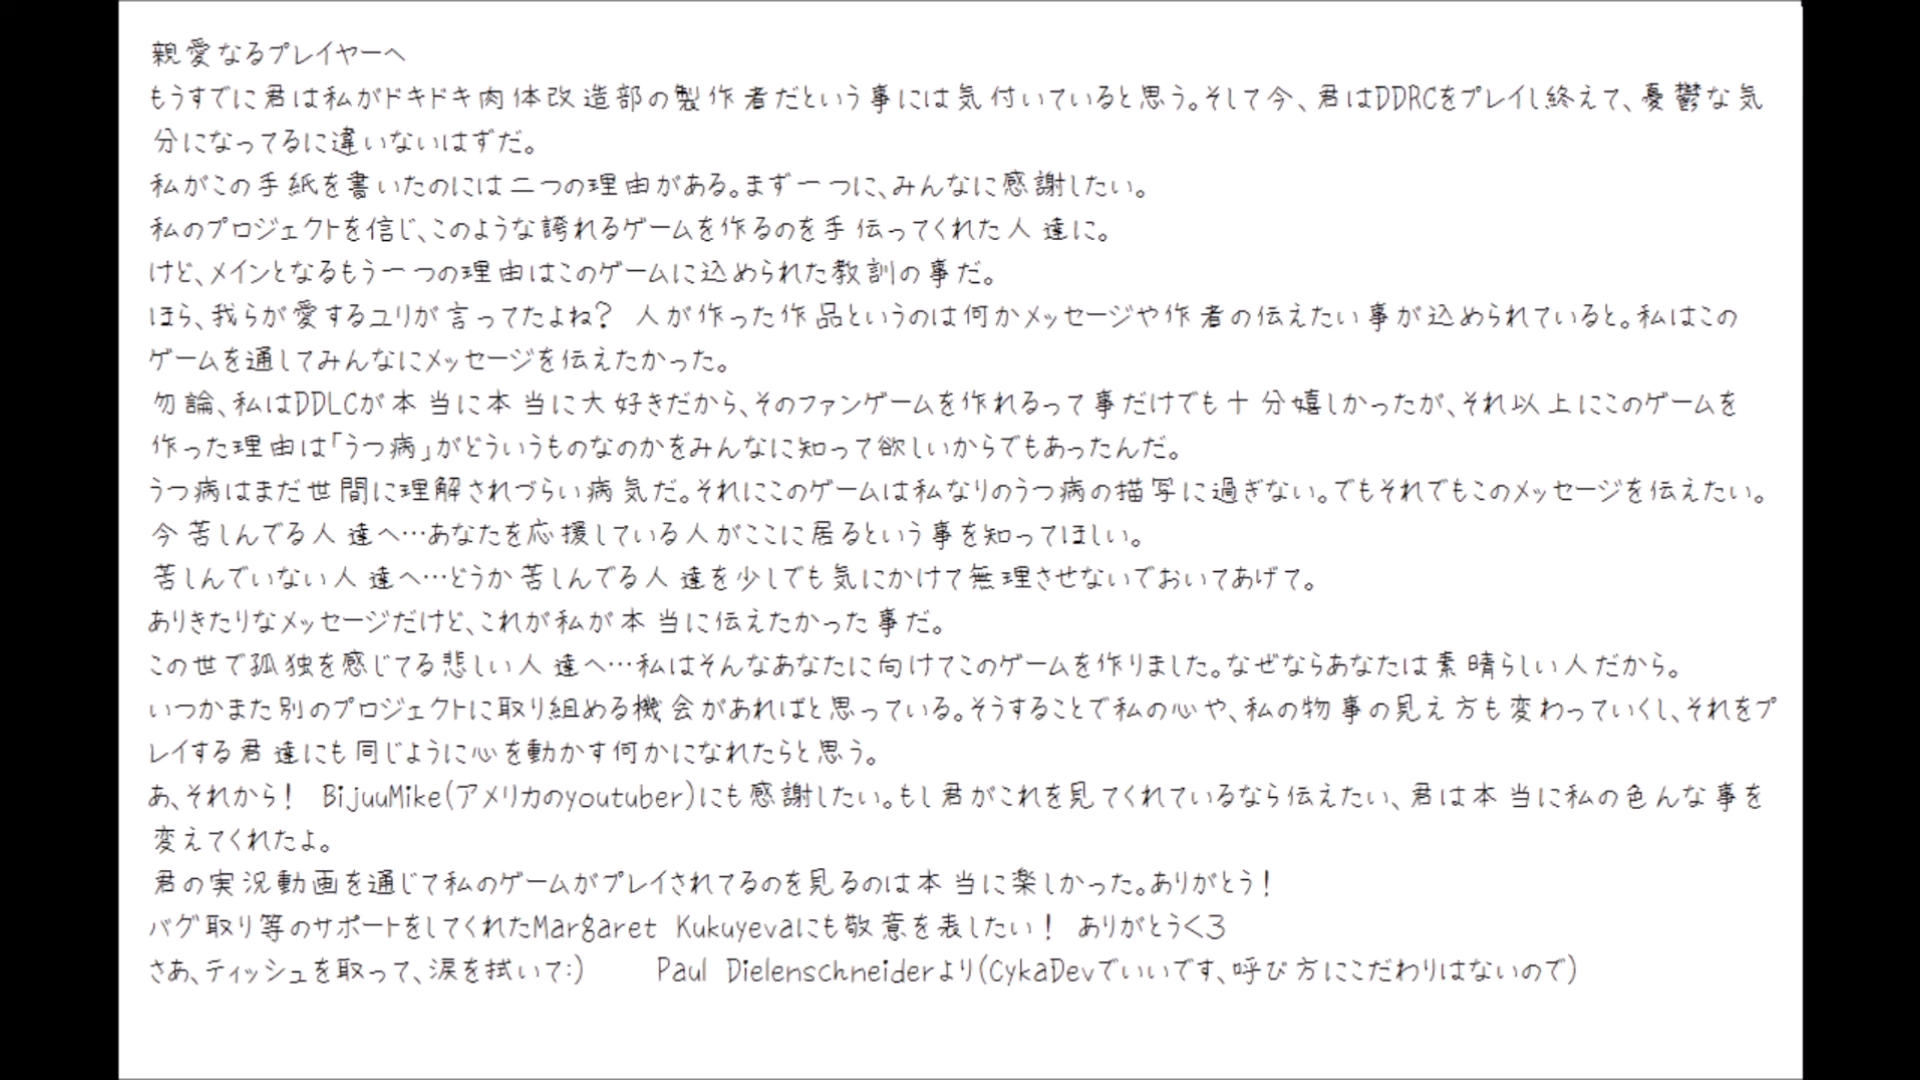 親愛なるプレイヤーへ
もうすでに君は私がドキドキ肉体改造部の製作者だという事には気付いていると思う。そして今、君はDDRCをプレイし終えて、憂鬱な気
分になってるに違いないはずだ。
私がこの手紙を書いたのには二つの理由がある。まず一つに、みんなに感謝したい。
私のプロジェクトを信じ、このような誇れるゲームを作るのを手伝ってくれた人達に。
けど、メインとなるもう一つの理由はこのゲームに込められた教訓の事だ。
ほら、我らが愛するユリが言ってたよね？　人が作った作品というのは何かメッセージや作者の伝えたい事が込められていると。私はこの
ゲームを通してみんなにメッセージを伝えたかった。
勿論、私はDDLCが本当に本当に大好きだから、そのファンゲームを作れるって事だけでも十分嬉しかったが、それ以上にこのゲームを
作った理由は「うつ病」がどういうものなのかをみんなに知って欲しいからでもあったんだ。
うつ病はまだ世間に理解されづらい病気だ。それにこのゲームは私なりのうつ病の描写に過ぎない。でもそれでもこのメッセージを伝えたい。
今苦しんでる人達へ…あなたを応援している人がここに居るという事を知ってほしい。
苦しんでいない人達へ…どうか苦しんでる人達を少しでも気にかけて無理させないでおいてあげて。
ありきたりなメッセージだけど、これが私が本当に伝えたかった事だ。
この世で孤独を感じてる悲しい人達へ…私はそんなあなたに向けてこのゲームを作りました。なぜならあなたは素晴らしい人だから。
いつかまた別のプロジェクトに取り組める機会があればと思っている。そうすることで私の心や、私の物事の見え方も変わっていくし、それをプ
レイする君達にも同じように心を動かす何かになれたらと思う。
あ、それから！　BijuuMike(アメリカのyoutuber)にも感謝したい。もし君がこれを見てくれているなら伝えたい、君は本当に私の色んな事を
変えてくれたよ。
君の実況動画を通じて私のゲームがプレイされてるのを見るのは本当に楽しかった。ありがとう！
バグ取り等のサポートをしてくれたMargaret Kukuyevaにも敬意を表したい！　ありがとう<3
さあ、ティッシュを取って、涙を拭いて:)　　Paul Dielenschneiderより(CykaDevでいいです、呼び方にこだわりはないので)